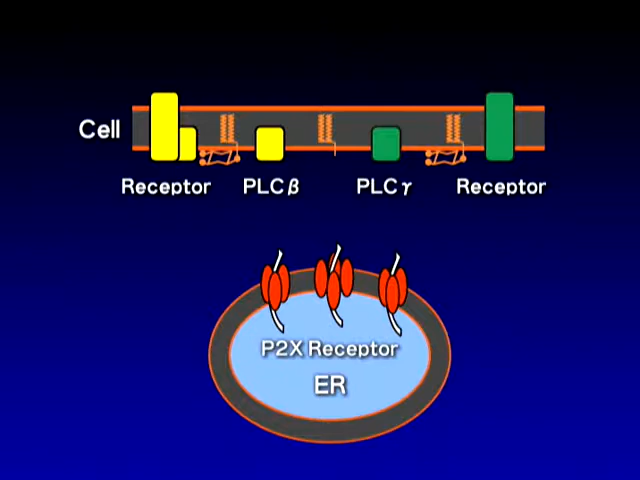 Cell
Receptor PLCβ PLCγ Receptor
P2X Receptor
ER